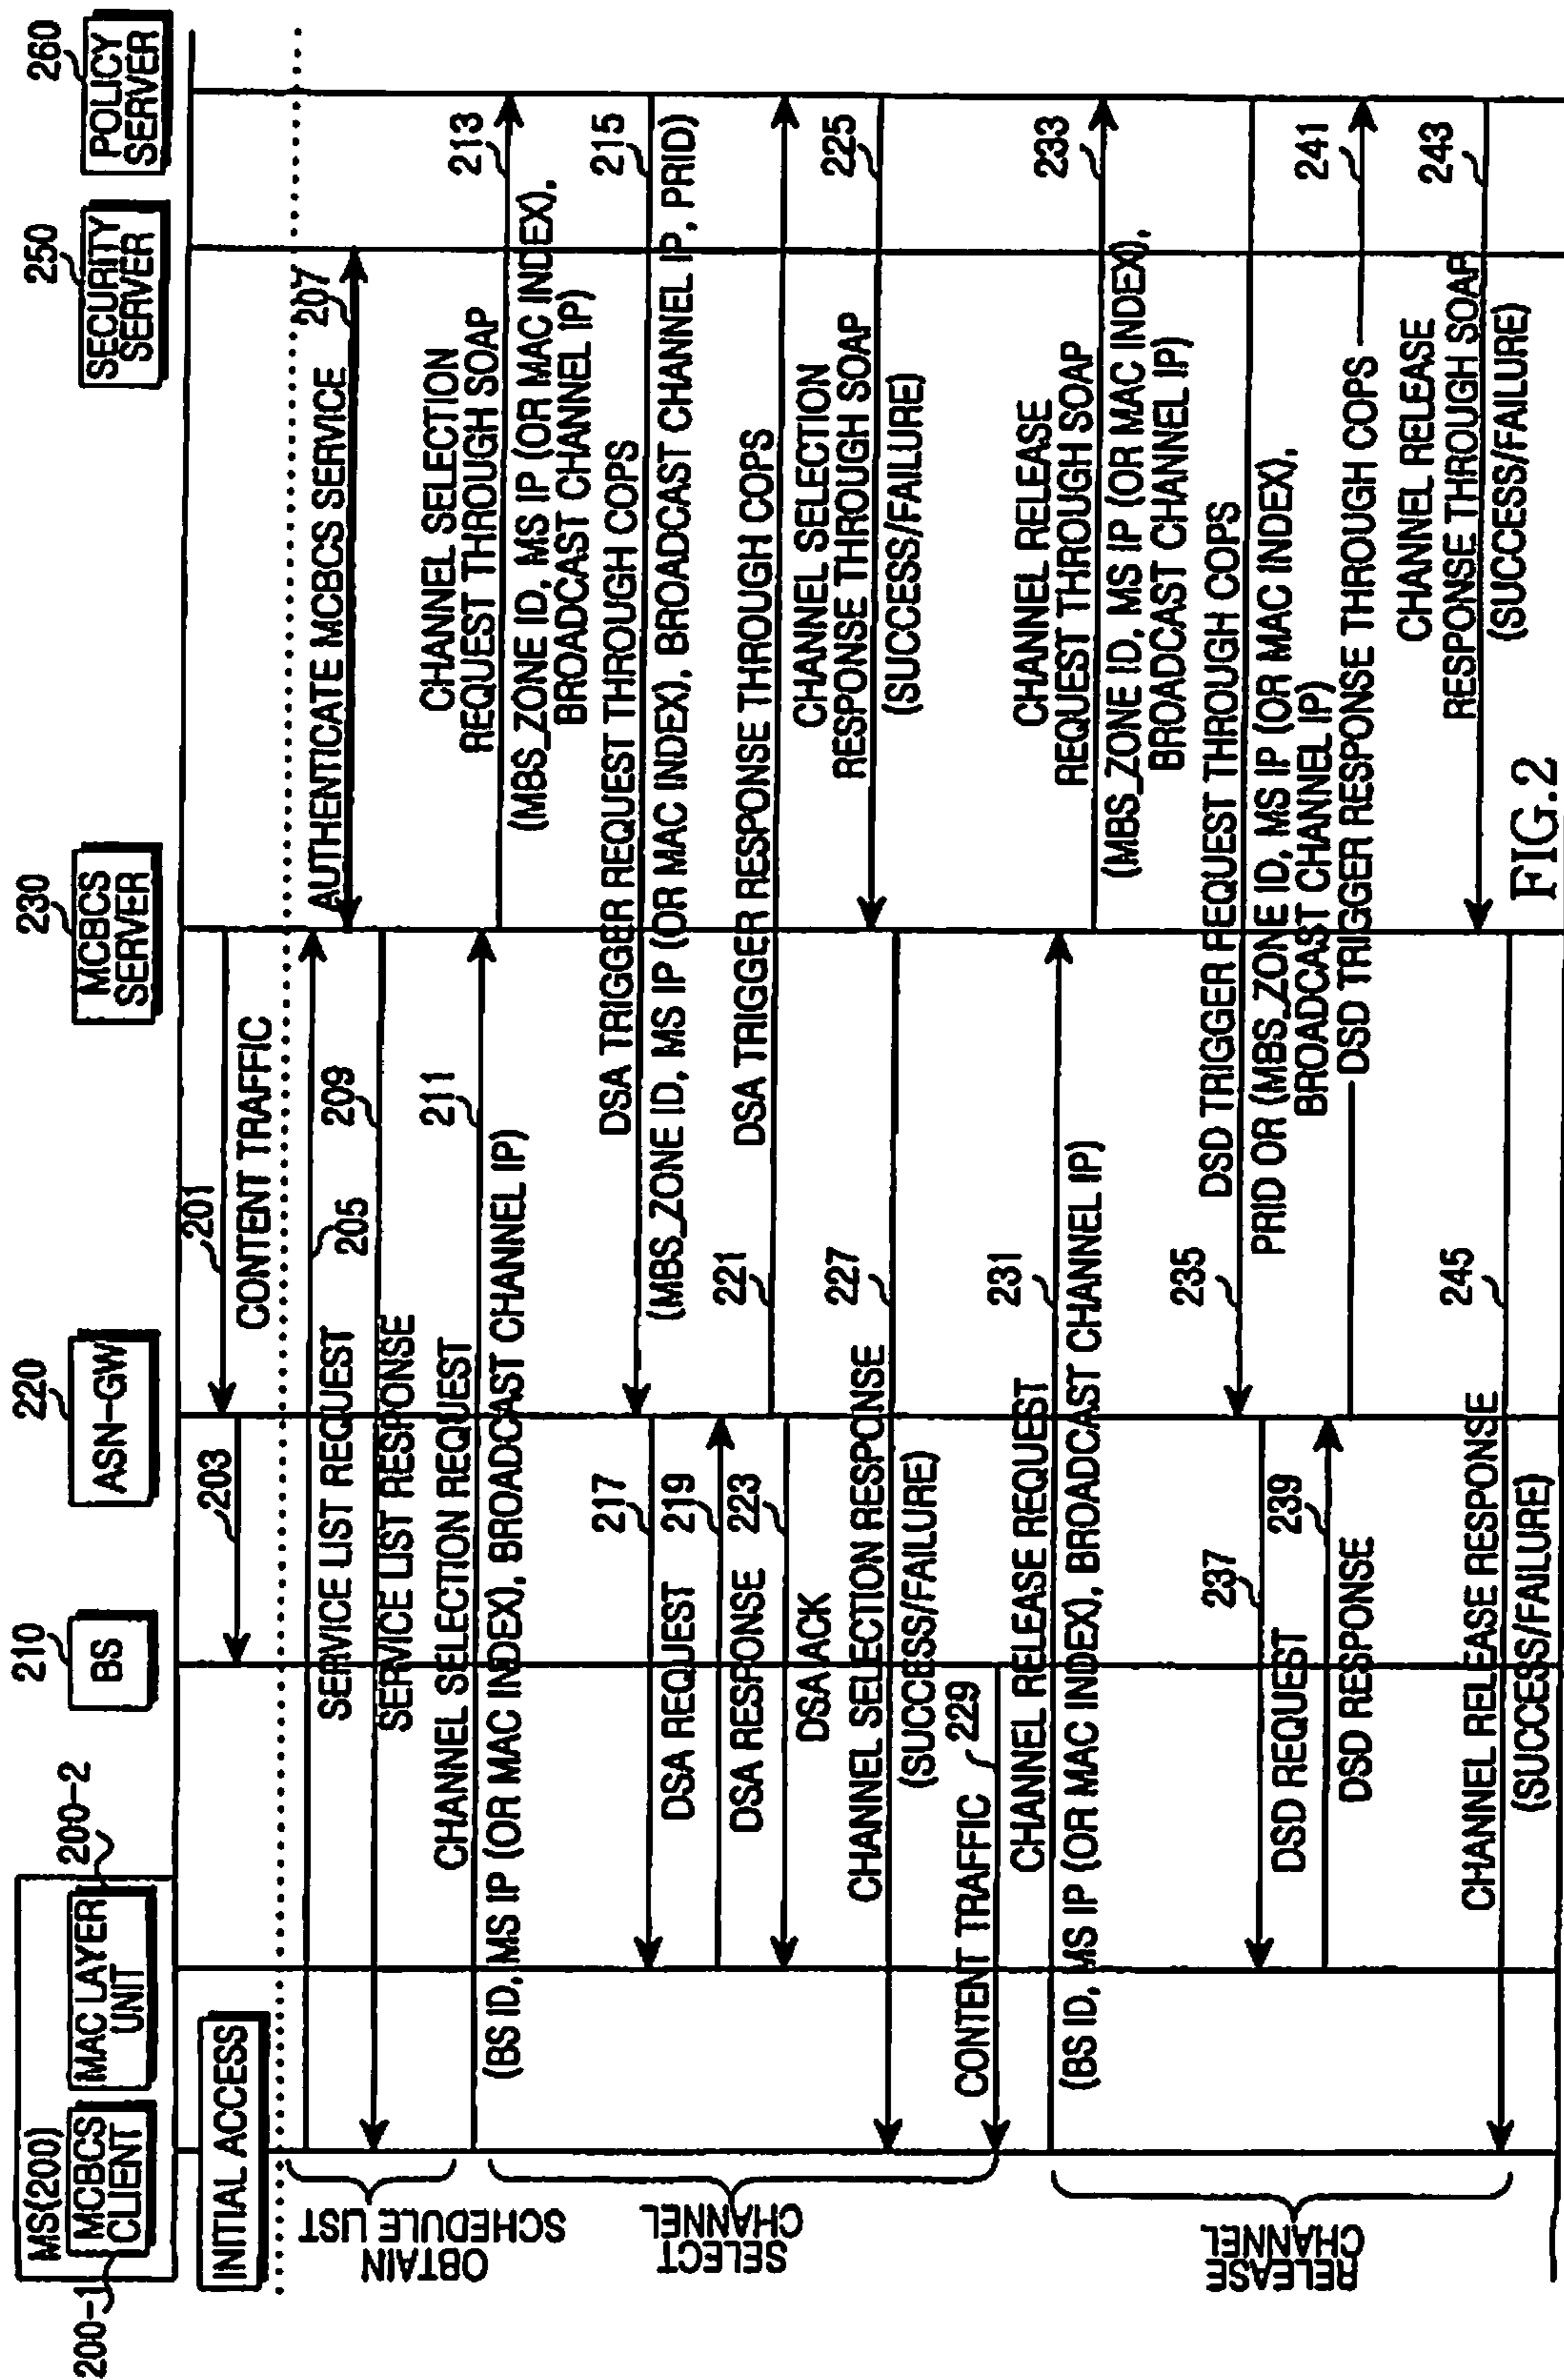 200-1
MS(200)
MCBCS
CLIENT
MAC LAYER
UNIT
200-2
210
BS
220
ASN-GW
230
MCBCS
SERVER
250
SECURITY
SERVER
260
POLICY
SERVER
INITIAL ACCESS
201
CONTENT TRAFFIC
203
OBTAIN
SCHEDULE LIST
SERVICE LIST REQUEST
205
AUTHENTICATE MCBCS SERVICE
207
SERVICE LIST RESPONSE
209
SELECT
CHANNEL
CHANNEL SELECTION REQUEST
211
(BS ID, MS IP (OR MAC INDEX), BROADCAST CHANNEL IP)
CHANNEL SELECTION
REQUEST THROUGH SOAP
213
(MBS_ZONE ID, MS IP (OR MAC INDEX),
BROADCAST CHANNEL IP)
DSA TRIGGER REQUEST THROUGH COPS
215
(MBS_ZONE ID, MS IP (OR MAC INDEX), BROADCAST CHANNEL IP, PRID)
217
DSA REQUEST
219
DSA RESPONSE
DSA TRIGGER RESPONSE THROUGH COPS
221
223
DSA ACK
CHANNEL SELECTION
RESPONSE THROUGH SOAP
225
(SUCCESS/FAILURE)
CHANNEL SELECTION RESPONSE
227
(SUCCESS/FAILURE)
CONTENT TRAFFIC
229
RELEASE
CHANNEL
CHANNEL RELEASE REQUEST
231
(BS ID, MS IP (OR MAC INDEX), BROADCAST CHANNEL IP)
CHANNEL RELEASE
REQUEST THROUGH SOAP
233
(MBS_ZONE ID, MS IP (OR MAC INDEX),
BROADCAST CHANNEL IP)
DSD TRIGGER REQUEST THROUGH COPS
235
PRID OR (MBS_ZONE ID, MS IP (OR MAC INDEX),
BROADCAST CHANNEL IP)
237
DSD REQUEST
239
DSD RESPONSE
DSD TRIGGER RESPONSE THROUGH COPS
241
CHANNEL RELEASE
RESPONSE THROUGH SOAP
243
(SUCCESS/FAILURE)
CHANNEL RELEASE RESPONSE
245
(SUCCESS/FAILURE)
FIG.2